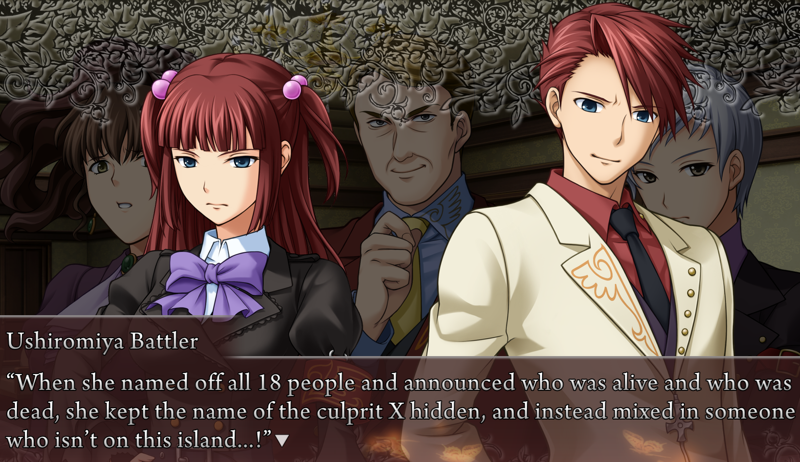 Ushiromiya Battler
“When she named off all 18 people and announced who was alive and who was
dead, she kept the name of the culprit X hidden, and instead mixed in someone
who isn’t on this island...!”▼